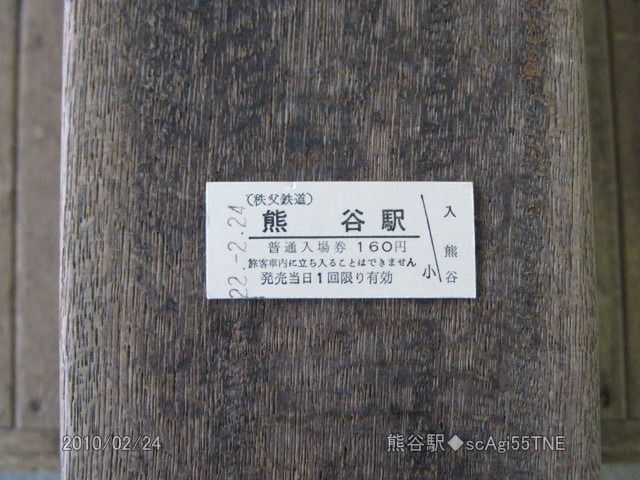 (秩父鉄道)
熊谷駅
普通入場券 160円
旅客車内に立ち入ることはできません
発売当日1回限り有効
22.-2.24
小
入
熊谷
2010/02/24
熊谷駅◆scAgi55TNE